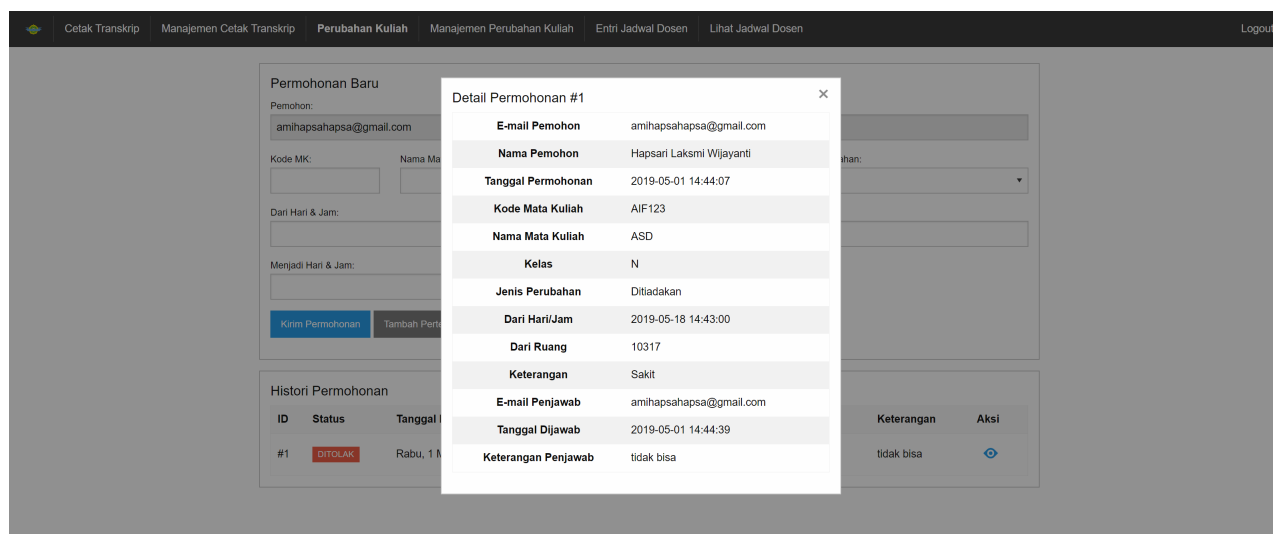 Cetak Transkrip Manajemen Cetak Transkrip Perubahan Kuliah Manajemen Perubahan Kuliah Entri Jadwal Dosen Lihat Jadwal Dosen Logout
Permohonan Baru
Pemohon:
amihapsahapsa@gmail.com
Kode MK: Nama Ma ahan:
Dari Hari & Jam:
Menjadi Hari & Jam:
Kirim Permohonan Tambah Perte
Detail Permohonan #1 ×
E-mail Pemohon amihapsahapsa@gmail.com
Nama Pemohon Hapsari Laksmi Wijayanti
Tanggal Permohonan 2019-05-01 14:44:07
Kode Mata Kuliah AIF123
Nama Mata Kuliah ASD
Kelas N
Jenis Perubahan Ditiadakan
Dari Hari/Jam 2019-05-18 14:43:00
Dari Ruang 10317
Keterangan Sakit
E-mail Penjawab amihapsahapsa@gmail.com
Tanggal Dijawab 2019-05-01 14:44:39
Keterangan Penjawab tidak bisa
Histori Permohonan
ID Status Tanggal Keterangan Aksi
#1 DITOLAK Rabu, 1 M tidak bisa